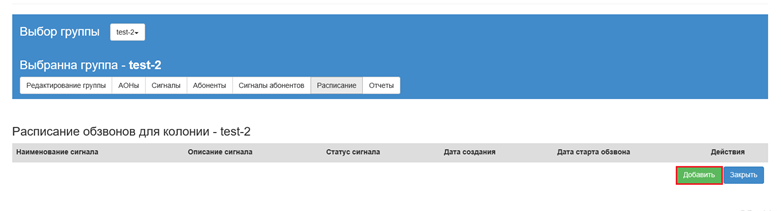 Выбор группы test-2
Выбранна группа - test-2
Редактирование группы АОНы Сигналы Абоненты Сигналы абонентов Расписание Отчеты
Расписание обзвонов для колонии - test-2
Наименование сигнала Описание сигнала Статус сигнала Дата создания Дата старта обзвона Действия
Добавить Закрыть